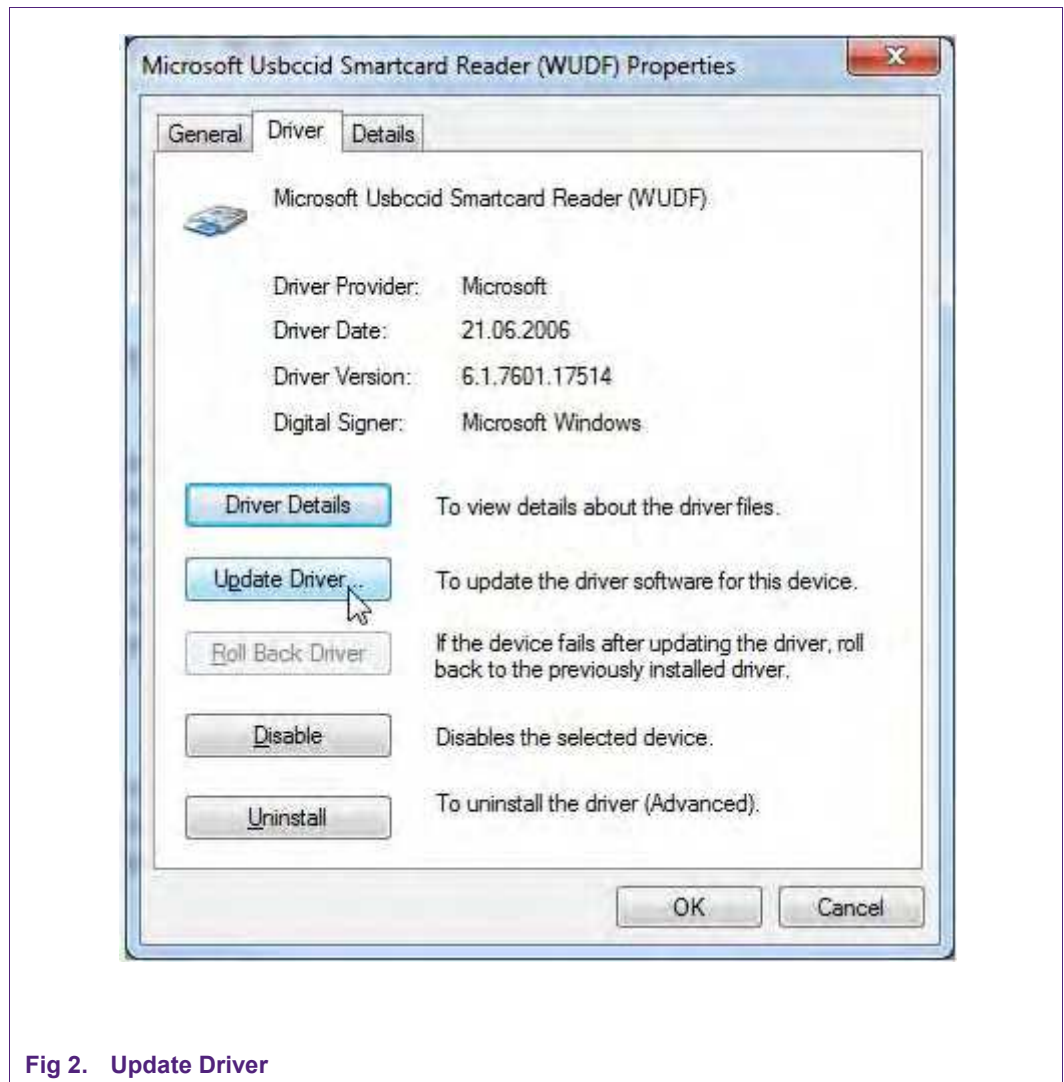 Microsoft Usbccid Smartcard Reader (WUDF) Properties
General Driver Details
Microsoft Usbccid Smartcard Reader (WUDF)
Driver Provider: Microsoft
Driver Date: 21.06.2006
Driver Version: 6.1.7601.17514
Digital Signer: Microsoft Windows
Driver Details To view details about the driver files.
Update Driver... To update the driver software for this device.
If the device fails after updating the driver, roll
Roll Back Driver back to the previously installed driver.
Disable Disables the selected device.
Uninstall To uninstall the driver (Advanced).
OK Cancel
Fig 2. Update Driver